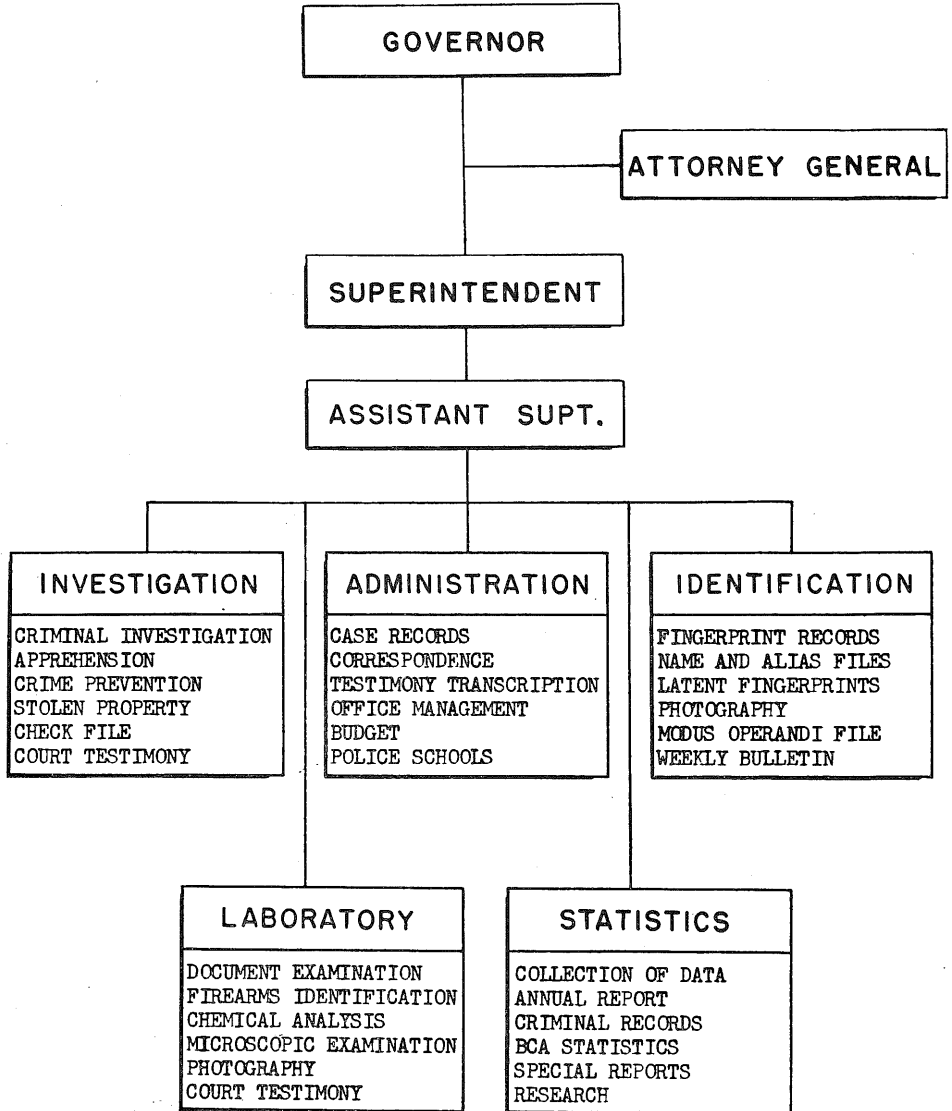 GOVERNOR
ATTORNEY GENERAL
SUPERINTENDENT
ASSISTANT SUPT.
INVESTIGATION
CRIMINAL INVESTIGATION
APPREHENSION
CRIME PREVENTION
STOLEN PROPERTY
CHECK FILE
COURT TESTIMONY
ADMINISTRATION
CASE RECORDS
CORRESPONDENCE
TESTIMONY TRANSCRIPTION
OFFICE MANAGEMENT
BUDGET
POLICE SCHOOLS
IDENTIFICATION
FINGERPRINT RECORDS
NAME AND ALIAS FILES
LATENT FINGERPRINTS
PHOTOGRAPHY
MODUS OPERANDI FILE
WEEKLY BULLETIN
LABORATORY
DOCUMENT EXAMINATION
FIREARMS IDENTIFICATION
CHEMICAL ANALYSIS
MICROSCOPIC EXAMINATION
PHOTOGRAPHY
COURT TESTIMONY
STATISTICS
COLLECTION OF DATA
ANNUAL REPORT
CRIMINAL RECORDS
BCA STATISTICS
SPECIAL REPORTS
RESEARCH